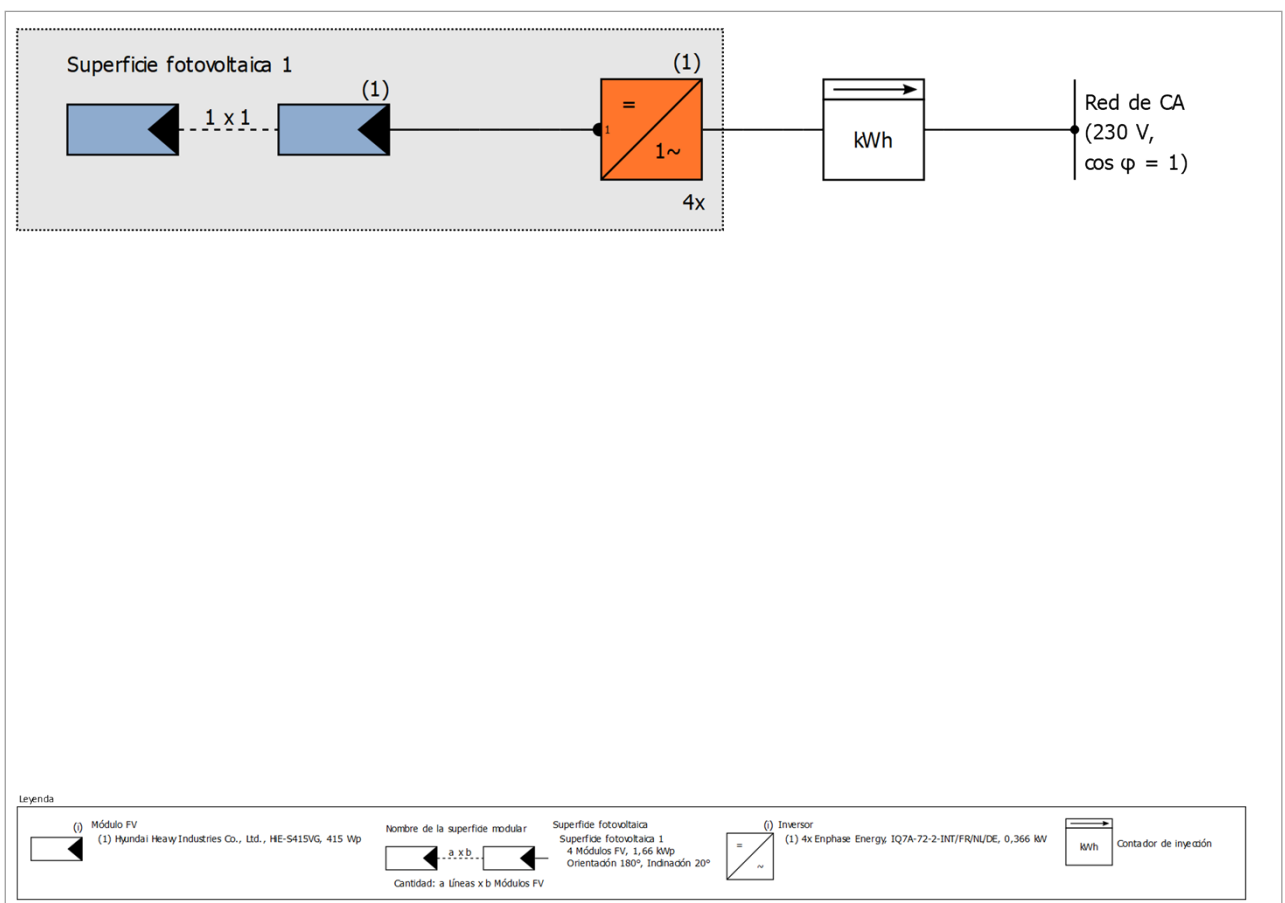 Superficie fotovoltaica 1
(1)
(1)
1 x 1
=
1
1~
4x
kWh
Red de CA
(230 V,
cos φ = 1)
Leyenda
(i) Módulo FV
(1) Hyundai Heavy Industries Co., Ltd., HiE-S415VG, 415 Wp
Nombre de la superficie modular
a x b
Cantidad: a Líneas x b Módulos FV
Superficie fotovoltaica
Superficie fotovoltaica 1
4 Módulos FV, 1,66 kWp
Orientación 180°, Inclinación 20°
(i) Inversor
(1) 4x Enphase Energy, IQ7A-72-2-INT/FR/NL/DE, 0,366 kW
=
~
kWh
Contador de inyección